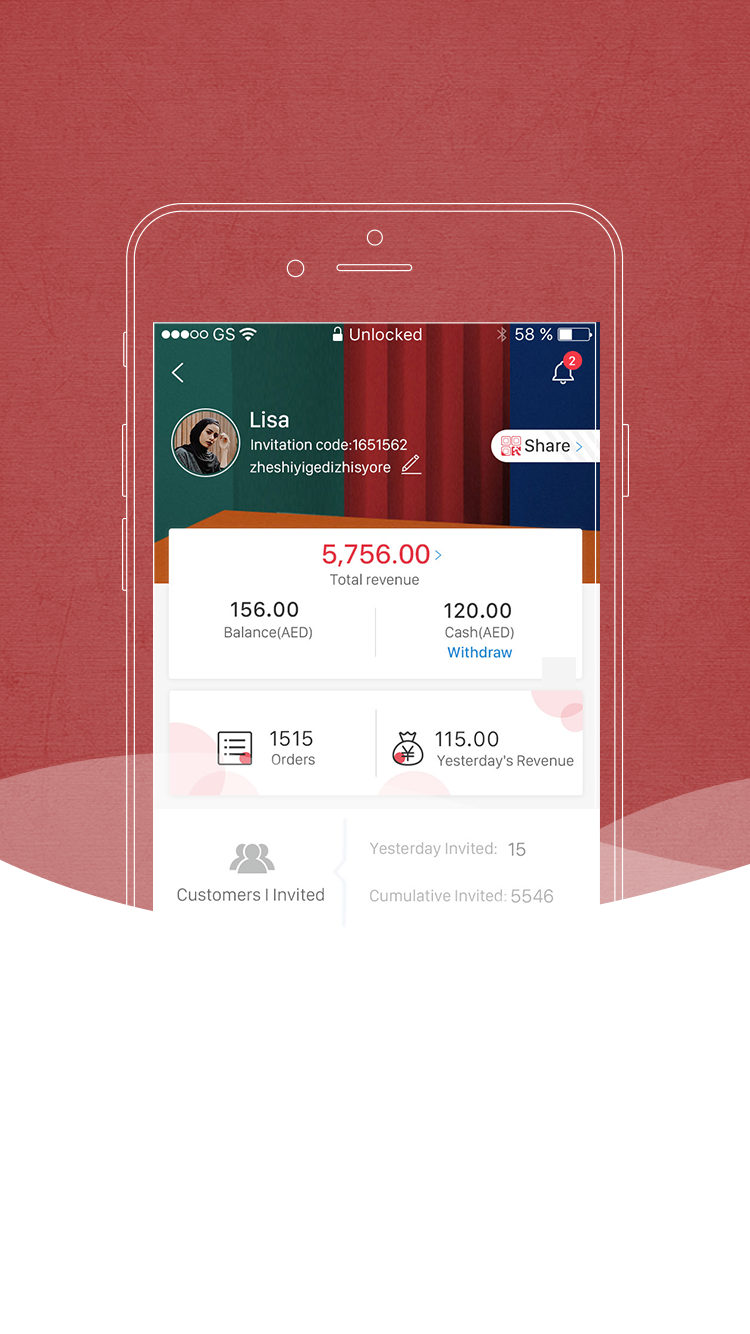 GS Unlocked 58 %
2
Lisa
Invitation code:1651562
zheshiyigedizhisyore
Share
5,756.00
Total revenue
156.00 120.00
Balance(AED) Cash(AED)
Withdraw
1515 115.00
Orders Yesterday's Revenue
Yesterday Invited: 15
Customers I Invited
Cumulative Invited: 5546